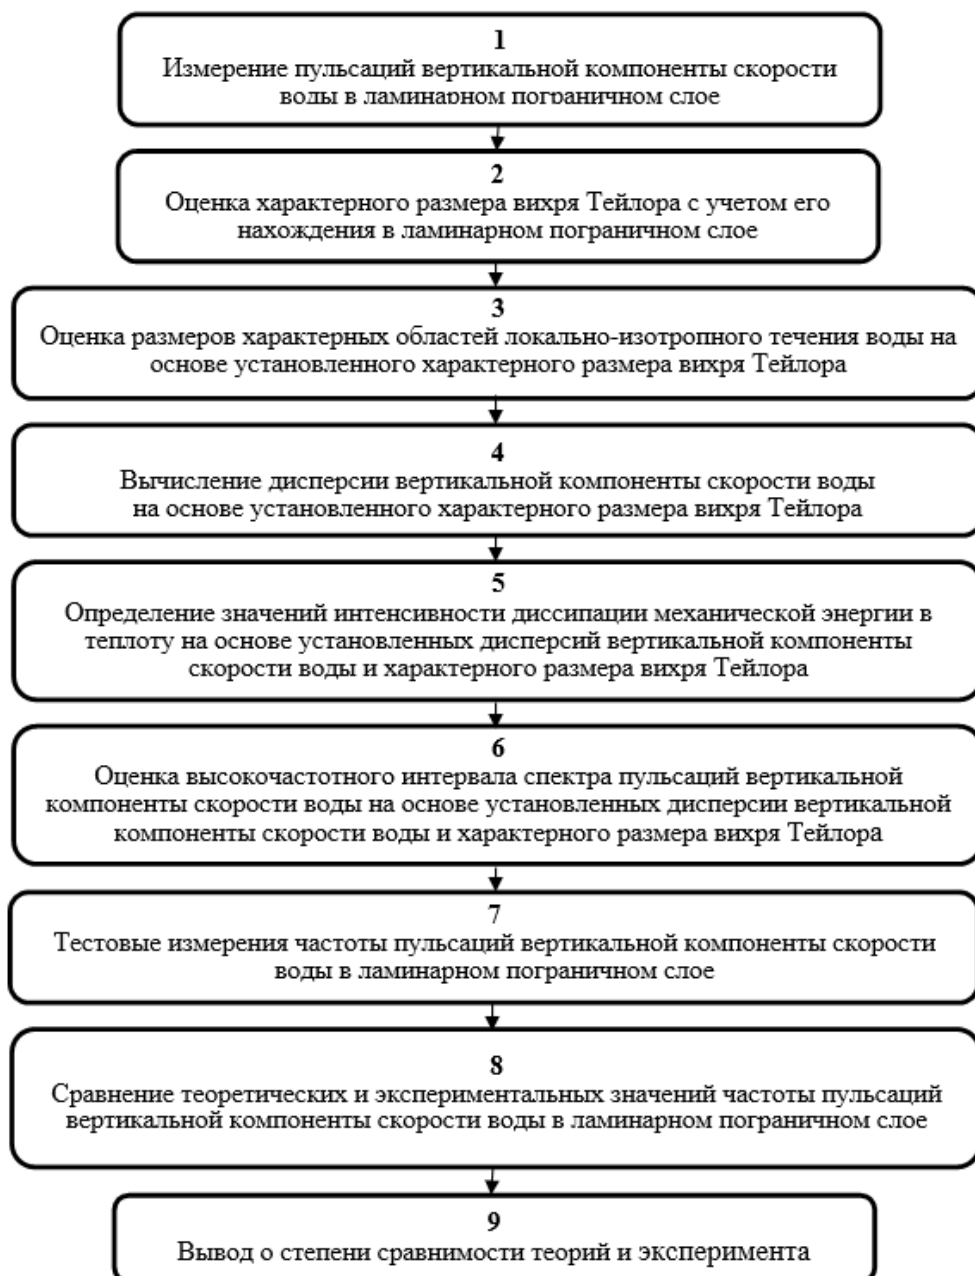 1
Измерение пульсаций вертикальной компоненты скорости
воды в ламинарном пограничном слое
2
Оценка характерного размера вихря Тейлора с учетом его
нахождения в ламинарном пограничном слое
3
Оценка размеров характерных областей локально-изотропного течения воды на
основе установленного характерного размера вихря Тейлора
4
Вычисление дисперсии вертикальной компоненты скорости воды
на основе установленного характерного размера вихря Тейлора
5
Определение значений интенсивности диссипации механической энергии в
теплоту на основе установленных дисперсий вертикальной компоненты
скорости воды и характерного размера вихря Тейлора
6
Оценка высокочастотного интервала спектра пульсаций вертикальной
компоненты скорости воды на основе установленных дисперсии вертикальной
компоненты скорости воды и характерного размера вихря Тейлора
7
Тестовые измерения частоты пульсаций вертикальной компоненты скорости
воды в ламинарном пограничном слое
8
Сравнение теоретических и экспериментальных значений частоты пульсаций
вертикальной компоненты скорости воды в ламинарном пограничном слое
9
Вывод о степени сравнимости теорий и эксперимента